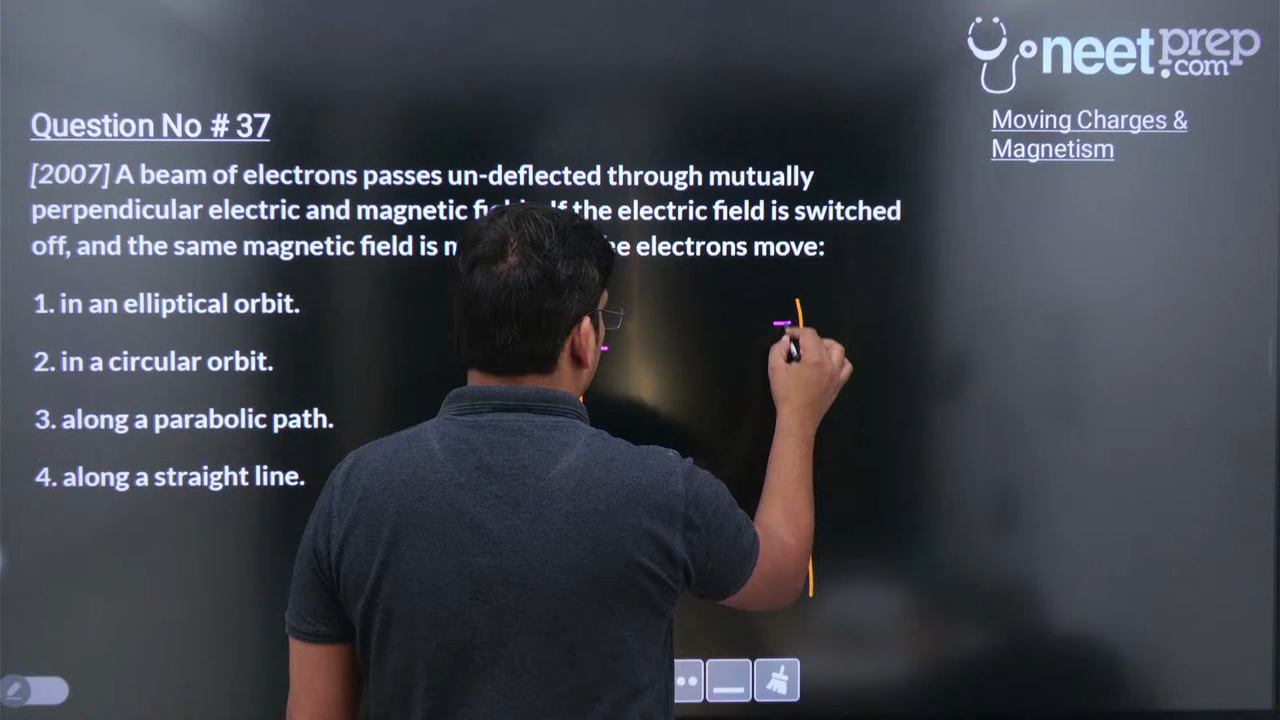 neetprep.com
Question No # 37
Moving Charges &
Magnetism
[2007] A beam of electrons passes un-deflected through mutually
perpendicular electric and magnetic the electric field is switched
off, and the same magnetic field is electrons move:
1. in an elliptical orbit.
2. in a circular orbit.
3. along a parabolic path.
4. along a straight line.